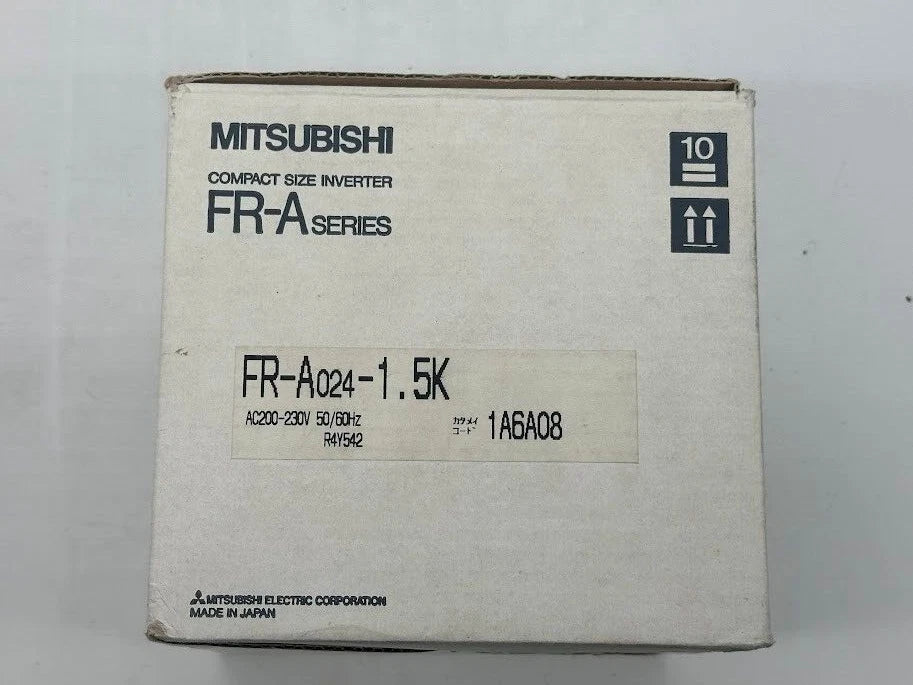 MITSUBISHI
COMPACT SIZE INVERTER
FR-A SERIES
10
FR-A024-1.5K
AC200-230V 50/60Hz
R4Y542
カタメイ
コード
1A6A08
MITSUBISHI ELECTRIC CORPORATION
MADE IN JAPAN